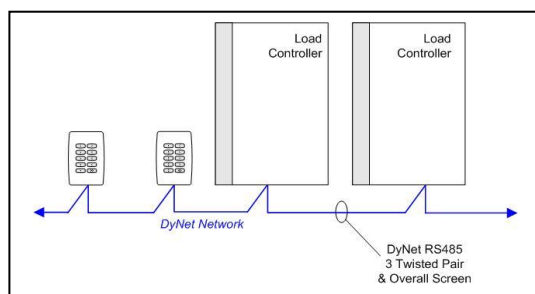 Load
Controller
Load
Controller
DyNet Network
DyNet RS485
3 Twisted Pair
& Overall Screen